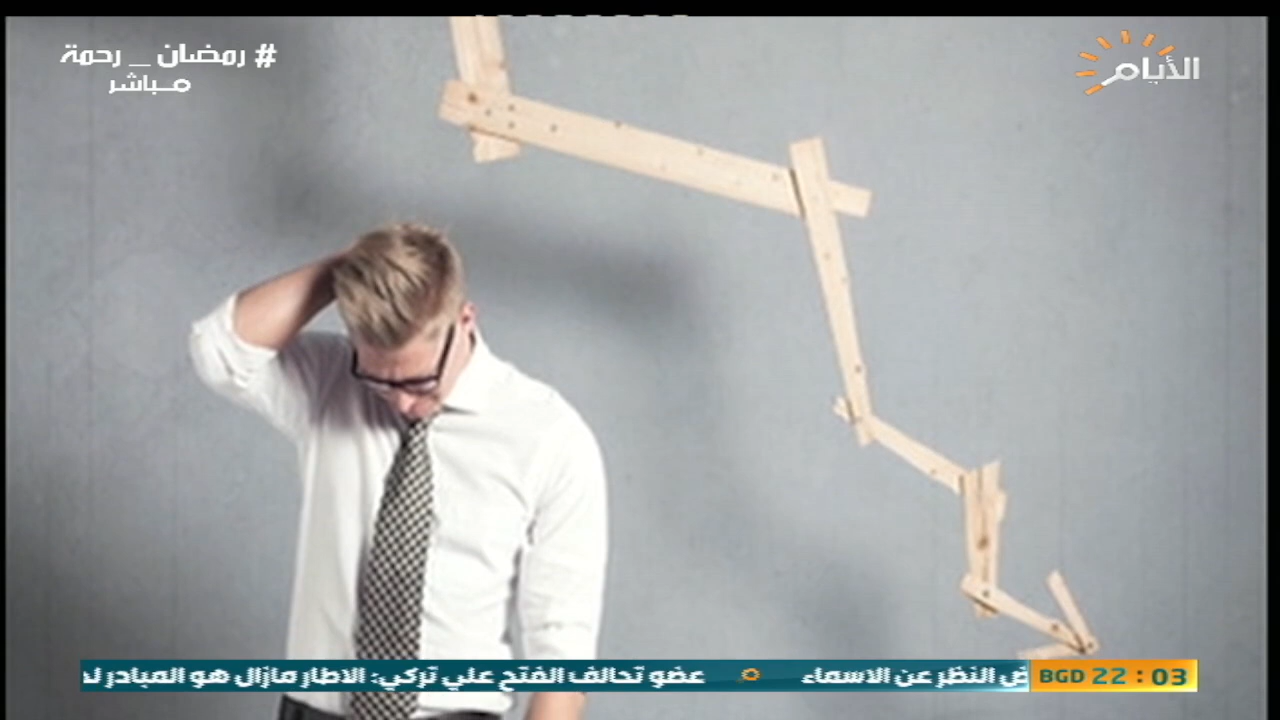 # رمضان _ رحمة
مباشر
الأيام
ض النظر عن الاسماء
عضو تحالف الفتح علي تركي: الاطار مازال هو المبادر لد
BGD 22 : 03